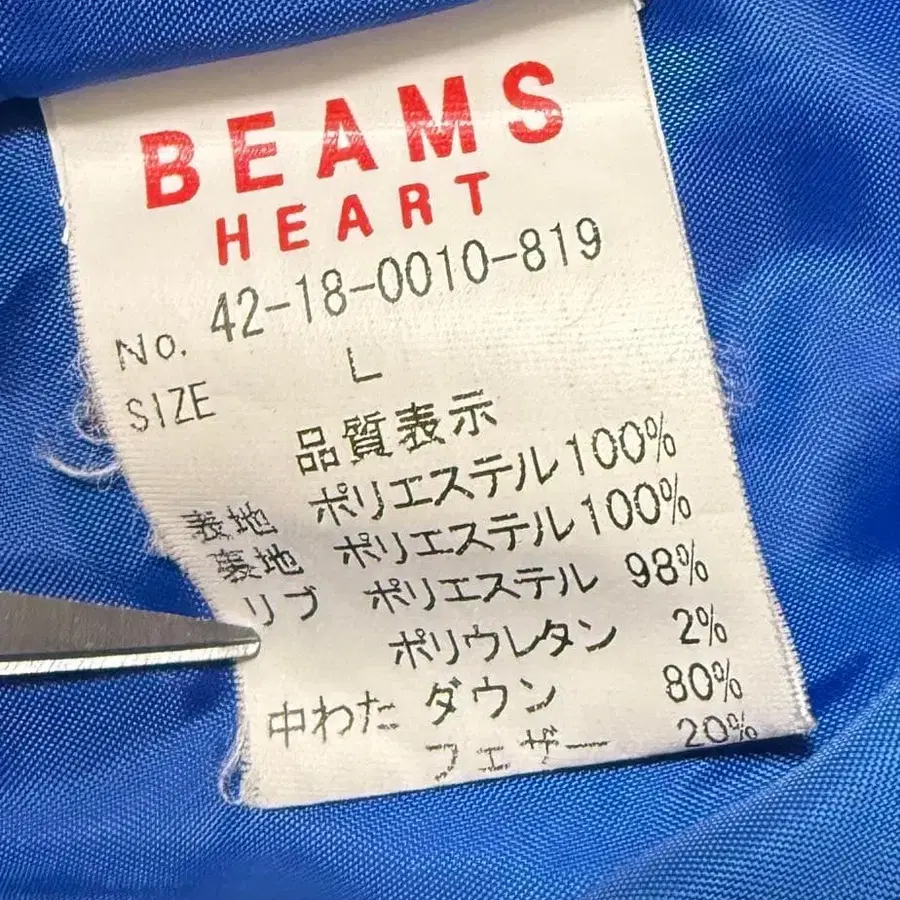 BEAMS
HEART
No. 42-18-0010-819
SIZE L
品質表示
表地 ポリエステル100%
裏地 ポリエステル100%
リブ ポリエステル 98%
ポリウレタン 2%
中わた ダウン 80%
フェザー 20%